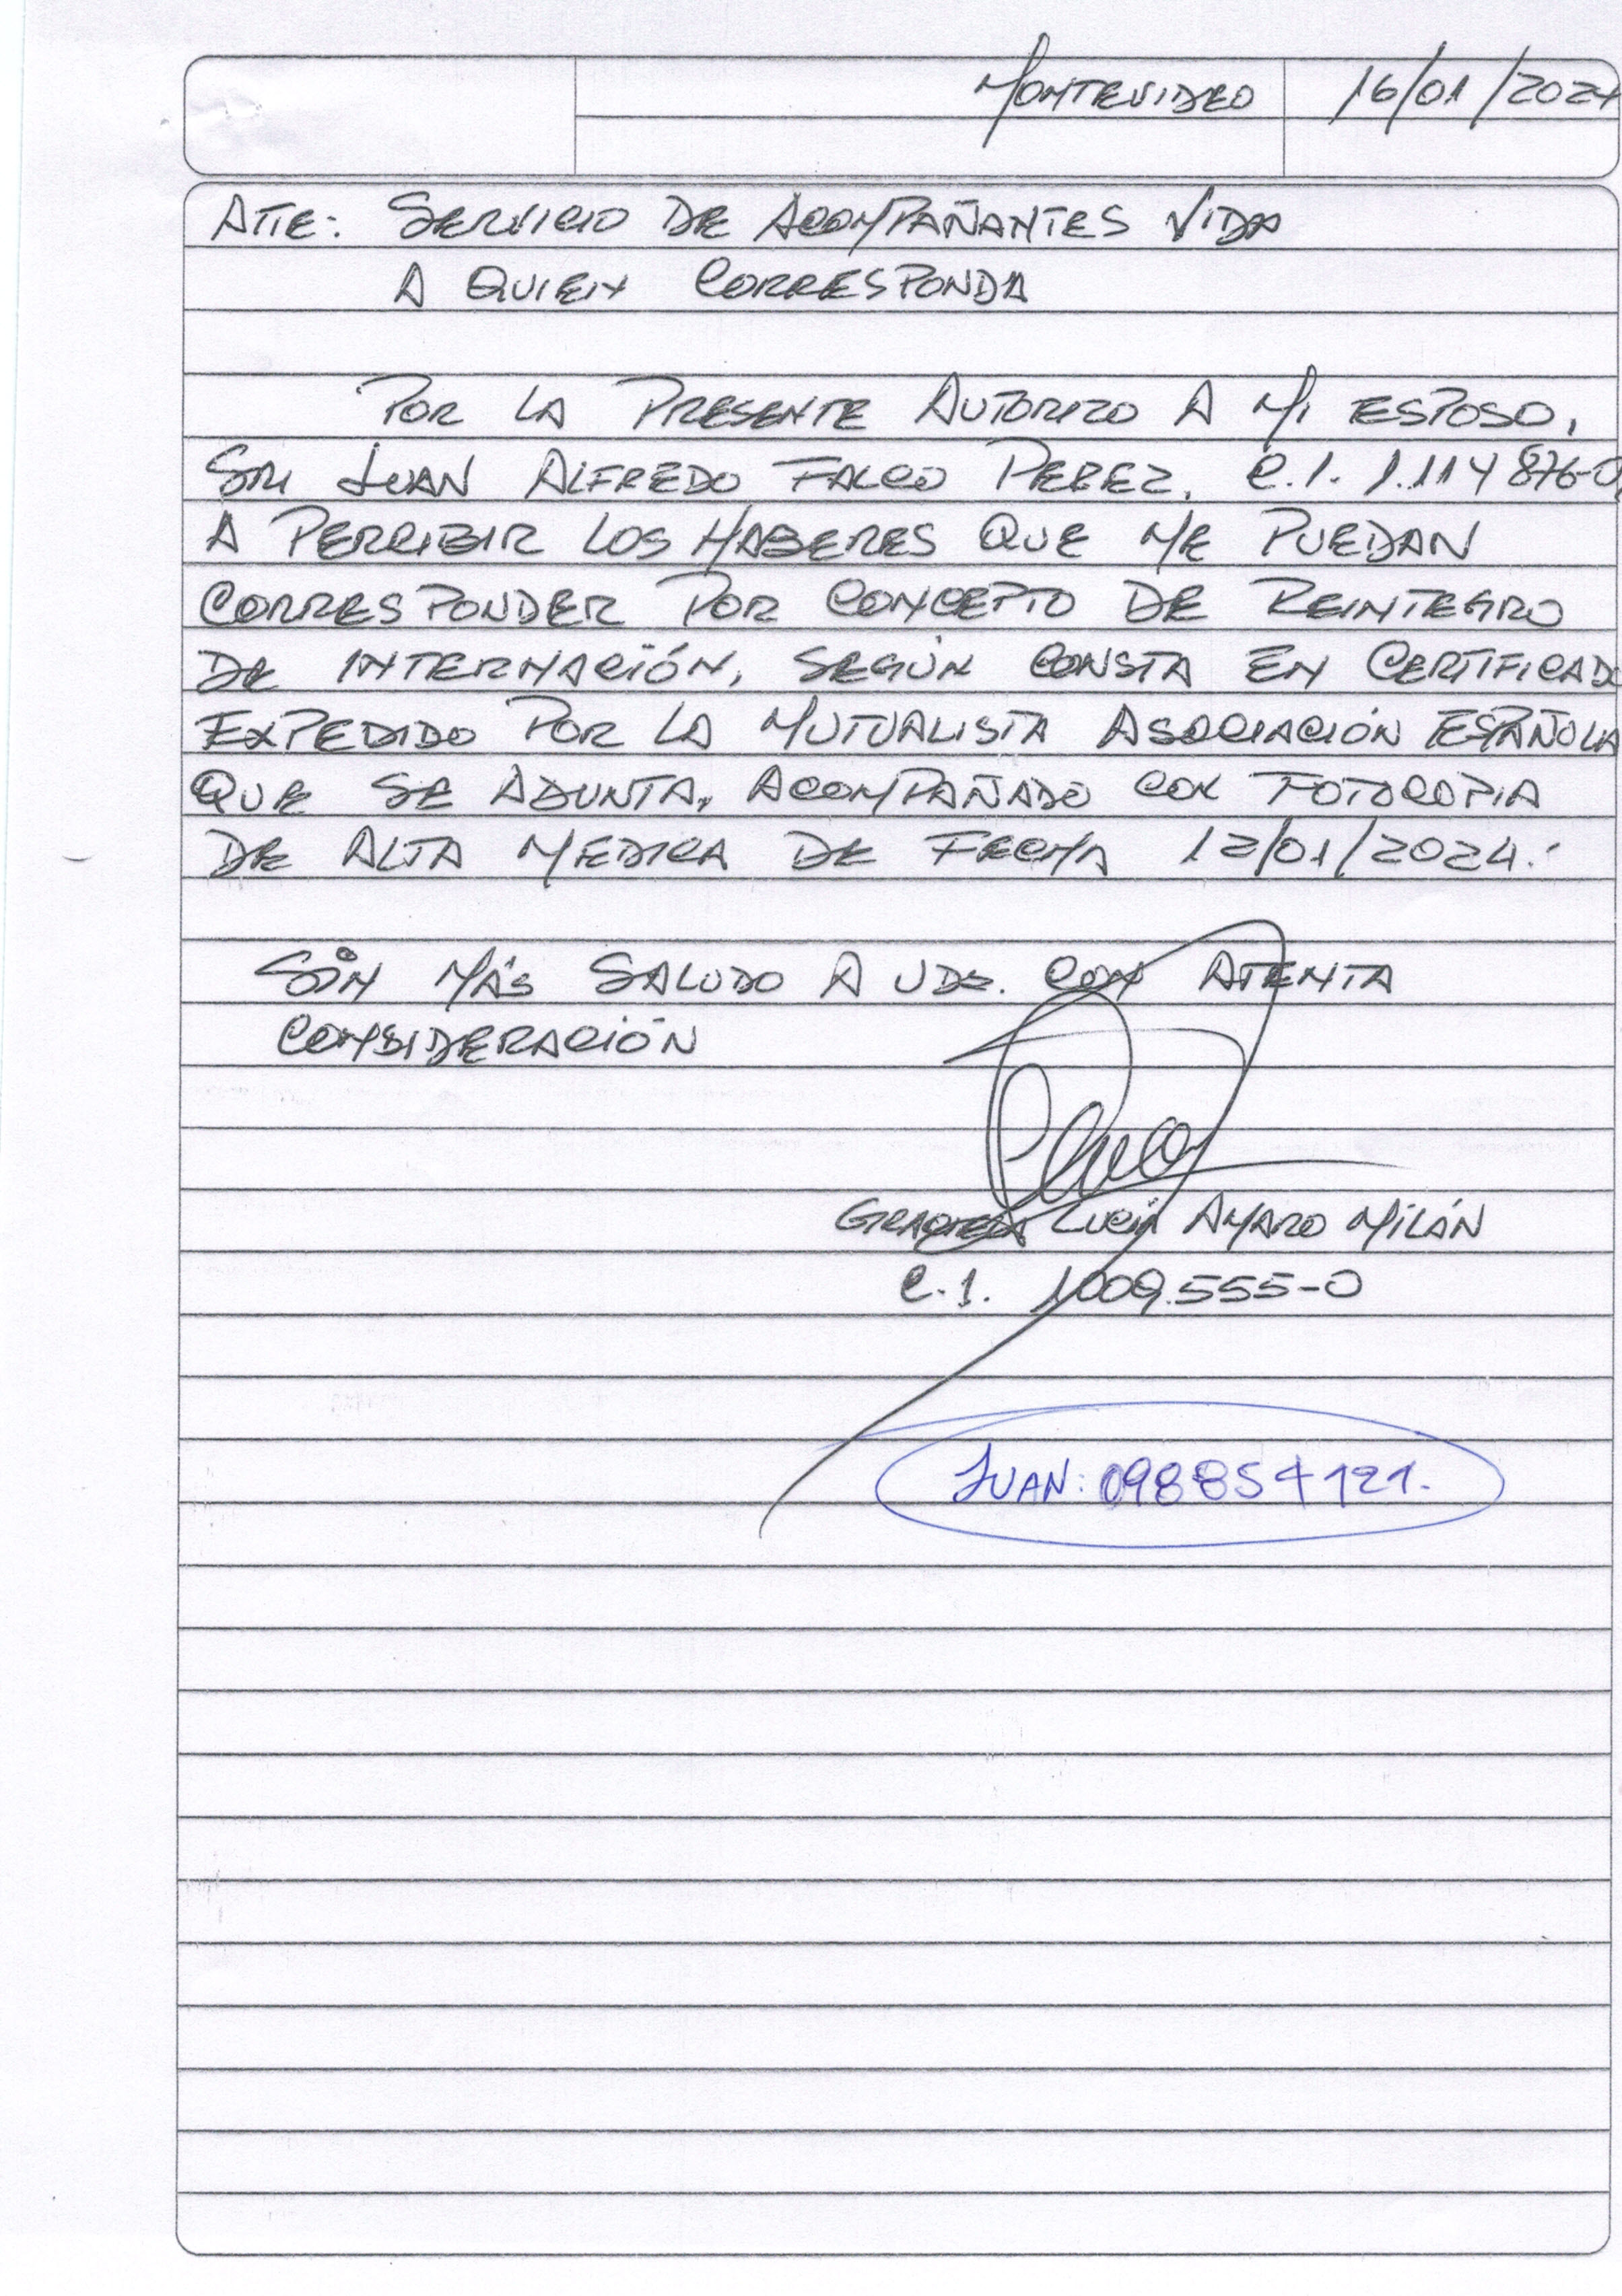 MONTEVIDEO 16/01/2024
ATTE: SERVICIO DE ACOMPAÑANTES VIDA
A QUIEN CORRESPONDA
POR LA PRESENTE AUTORIZO A MI ESPOSO,
SR JUAN ALFREDO FALCO PEREZ, C.I. 1.114876-0,
A PERCIBIR LOS HABERES QUE ME PUEDAN
CORRESPONDER POR CONCEPTO DE REINTEGRO
DE INTERNACIÓN, SEGÚN CONSTA EN CERTIFICADO
EXPEDIDO POR LA MUTUALISTA ASOCIACIÓN ESPAÑOLA
QUE SE ADJUNTA, ACOMPAÑADO CON FOTOCOPIA
DE ALTA MEDICA DE FECHA 12/01/2024.-
SIN MÁS SALUDO A UDS. CON ATENTA
CONSIDERACIÓN
GRACIELA LUCÍA AMARO MILÁN
C.I. 1009.555-0
JUAN: 098854121.